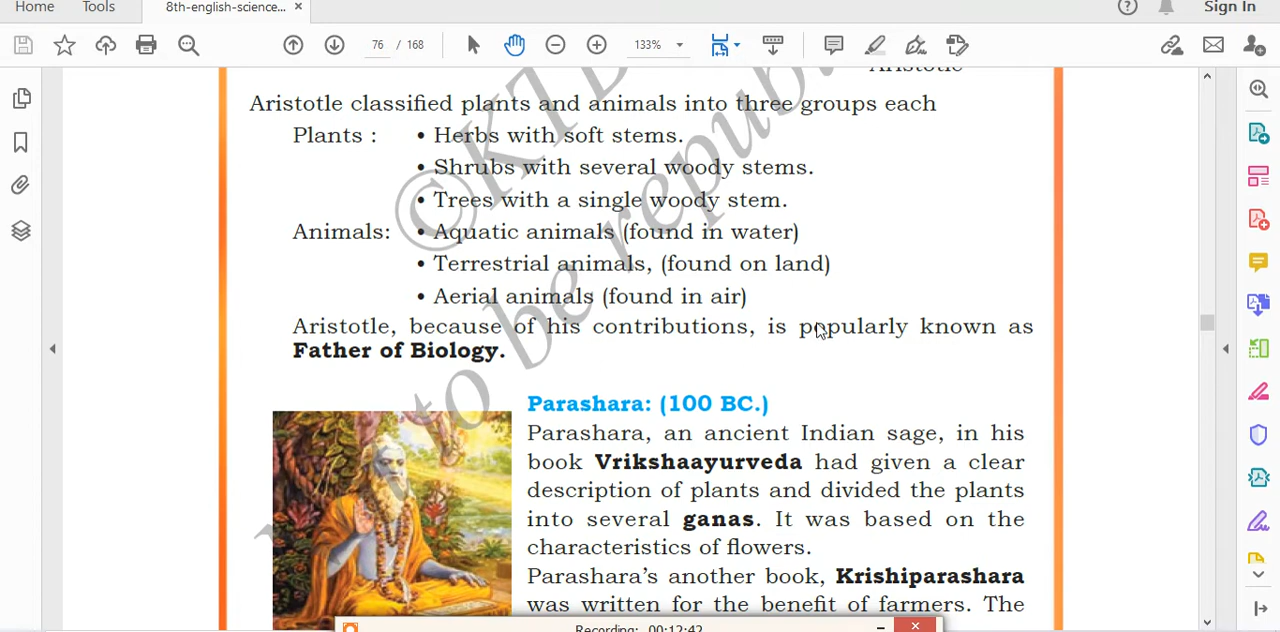 Home Tools 8th-english-science... × Sign In
76 / 168 133%
Aristotle
Aristotle classified plants and animals into three groups each
Plants : • Herbs with soft stems.
• Shrubs with several woody stems.
• Trees with a single woody stem.
Animals: • Aquatic animals (found in water)
• Terrestrial animals, (found on land)
• Aerial animals (found in air)
Aristotle, because of his contributions, is popularly known as
Father of Biology.
Parashara: (100 BC.)
Parashara, an ancient Indian sage, in his
book Vrikshaayurveda had given a clear
description of plants and divided the plants
into several ganas. It was based on the
characteristics of flowers.
Parashara's another book, Krishiparashara
was written for the benefit of farmers. The
Recording: 00:12:42
to be republ